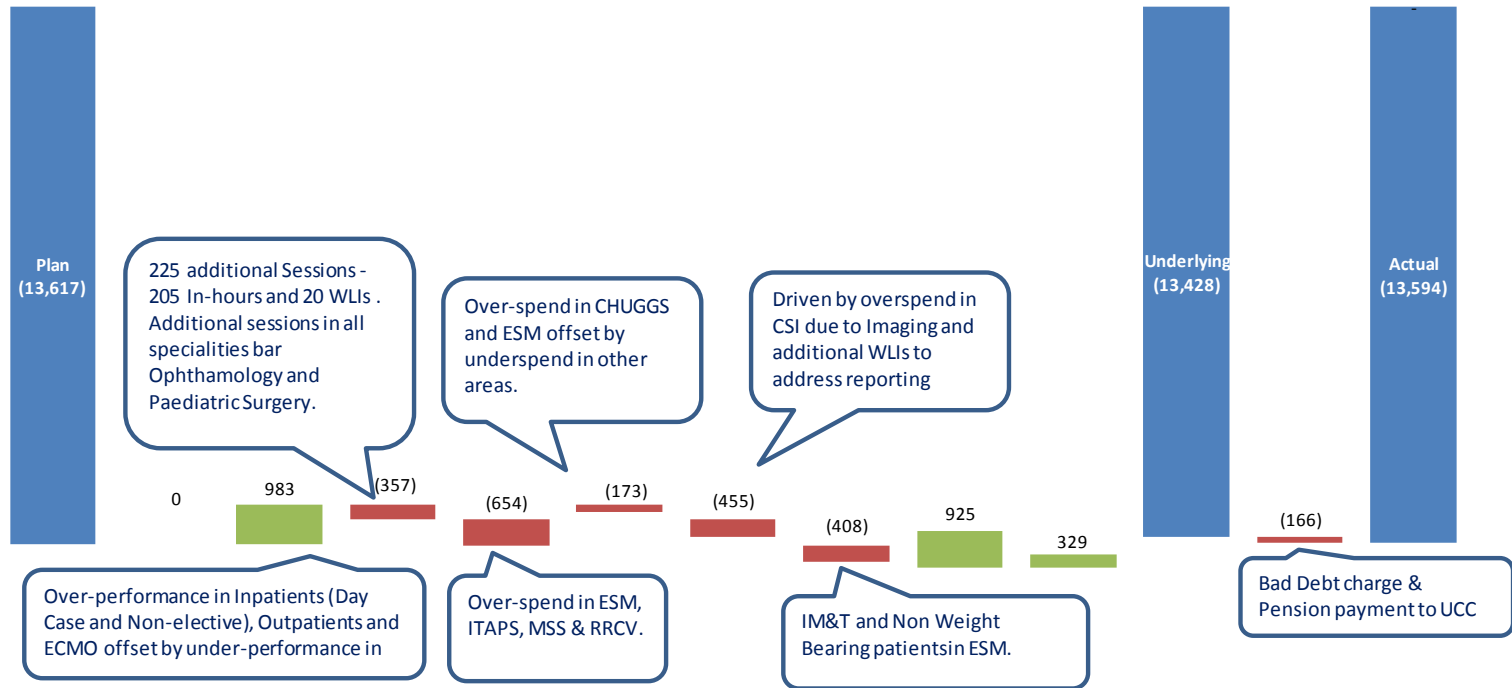 -
Plan
(13,617)
Underlying
(13,428)
Actual
(13,594)
225 additional Sessions -
205 In-hours and 20 WLIs .
Additional sessions in all
specialities bar
Ophthamology and
Paediatric Surgery.
Over-spend in CHUGGS
and ESM offset by
underspend in other
areas.
Driven by overspend in
CSI due to Imaging and
additional WLIs to
address reporting
0
983
(357)
(654)
(173)
(455)
(408)
925
329
(166)
Over-performance in Inpatients (Day
Case and Non-elective), Outpatients and
ECMO offset by under-performance in
Over-spend in ESM,
ITAPS, MSS & RRCV.
IM&T and Non Weight
Bearing patientsin ESM.
Bad Debt charge &
Pension payment to UCC